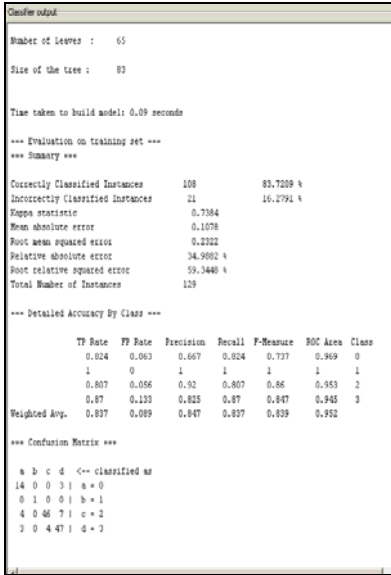 Classifier output
Number of Leaves  :     65
Size of the tree :     83
Time taken to build model: 0.09 seconds
=== Evaluation on training set ===
=== Summary ===
Correctly Classified Instances         108               83.7209 %
Incorrectly Classified Instances        21               16.2791 %
Kappa statistic                          0.7384
Mean absolute error                      0.1078
Root mean squared error                  0.2322
Relative absolute error                 34.9882 %
Root relative squared error             59.3448 %
Total Number of Instances              129
=== Detailed Accuracy By Class ===
TP Rate   FP Rate   Precision   Recall  F-Measure   ROC Area  Class
0.824     0.063      0.667     0.824     0.737      0.969    0
1         0          1         1         1          1        1
0.807     0.056      0.92      0.807     0.86       0.953    2
0.87      0.133      0.825     0.87      0.847      0.945    3
Weighted Avg.    0.837     0.089      0.847     0.837     0.839      0.952
=== Confusion Matrix ===
a  b  c  d   <-- classified as
14  0  0  3 |  a = 0
0  1  0  0 |  b = 1
4  0 46  7 |  c = 2
3  0  4 47 |  d = 3